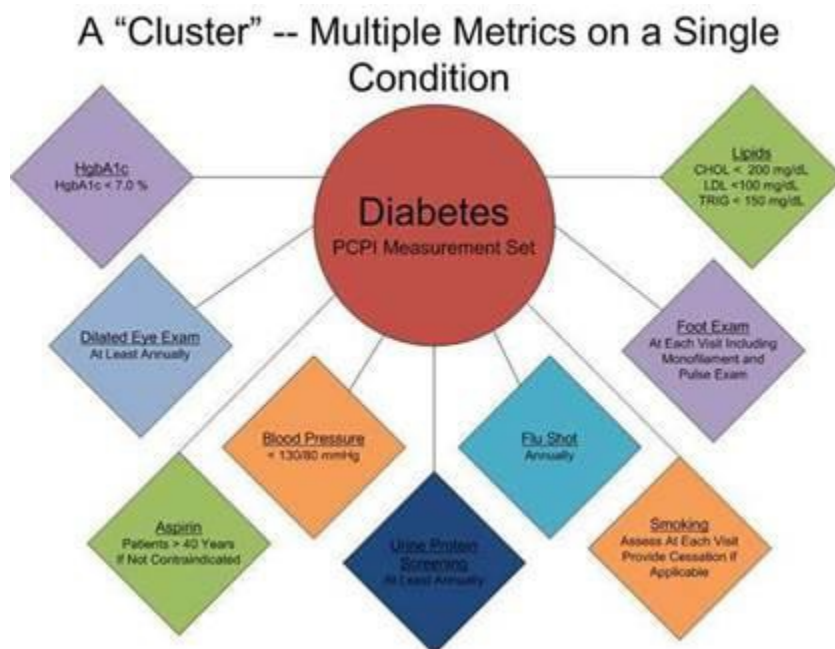 A “Cluster” -- Multiple Metrics on a Single
Condition
HgbA1c
HgbA1c < 7.0 %
Diabetes
PCPI Measurement Set
Lipids
CHOL < 200 mg/dL
LDL <100 mg/dL
TRIG < 150 mg/dL
Dilated Eye Exam
At Least Annually
Foot Exam
At Each Visit Including
Monofilament and
Pulse Exam
Blood Pressure
< 130/80 mmHg
Flu Shot
Annually
Aspirin
Patients > 40 Years
If Not Contraindicated
Urine Protein
Screening
At Least Annually
Smoking
Assess At Each Visit
Provide Cessation If
Applicable